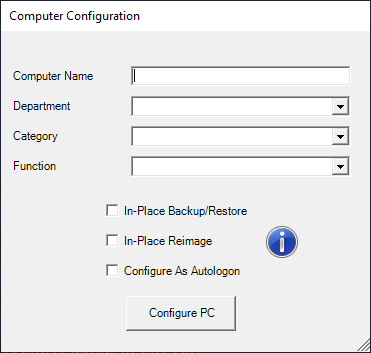 Computer Configuration
Computer Name
Department
Category
Function
In-Place Backup/Restore
In-Place Reimage
i
Configure As Autologon
Configure PC